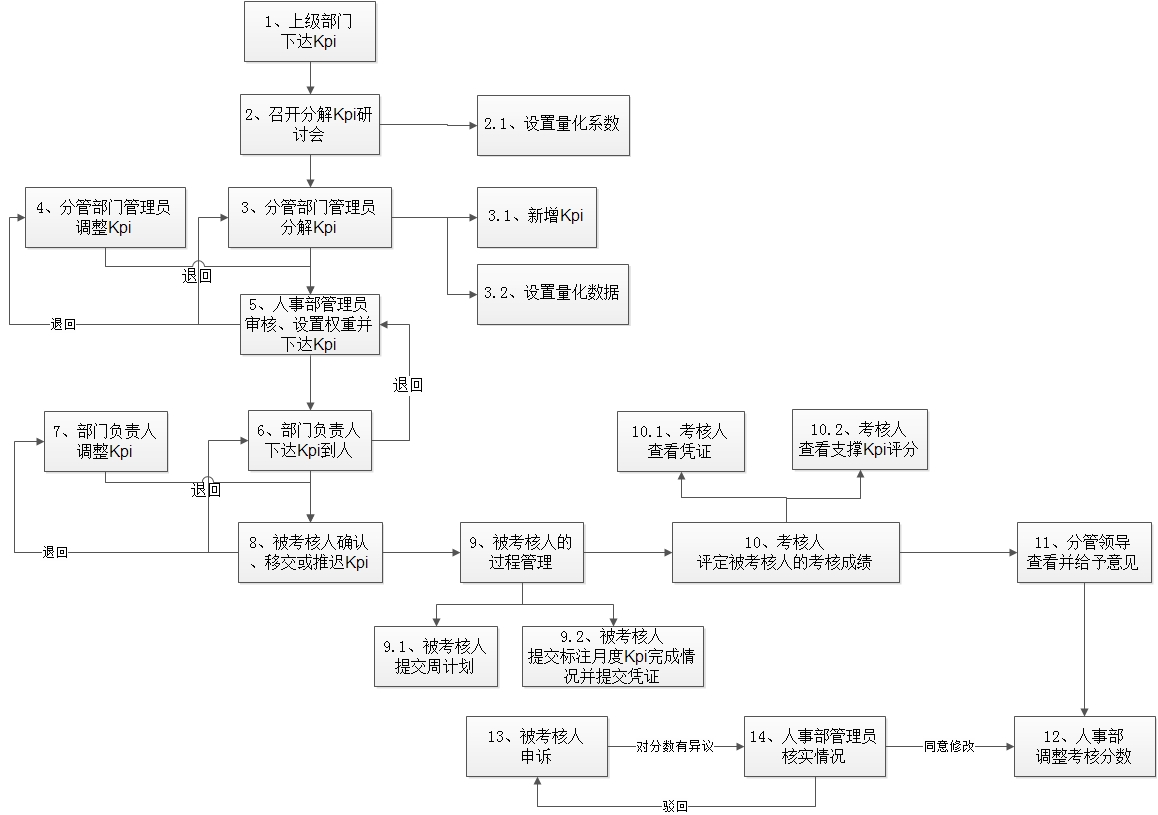 1、上级部门
下达Kpi
2、召开分解Kpi研
讨会
2.1、设置量化系数
4、分管部门管理员
调整Kpi
3、分管部门管理员
分解Kpi
3.1、新增Kpi
退回
3.2、设置量化数据
退回
5、人事部管理员
审核、设置权重并
下达Kpi
退回
7、部门负责人
调整Kpi
6、部门负责人
下达Kpi到人
10.1、考核人
查看凭证
10.2、考核人
查看支撑Kpi评分
退回
退回
8、被考核人确认
、移交或推迟Kpi
9、被考核人的
过程管理
10、考核人
评定被考核人的考核成绩
11、分管领导
查看并给予意见
9.1、被考核人
提交周计划
9.2、被考核人
提交标注月度Kpi完成情
况并提交凭证
13、被考核人
申诉
对分数有异议
14、人事部管理员
核实情况
同意修改
12、人事部
调整考核分数
驳回